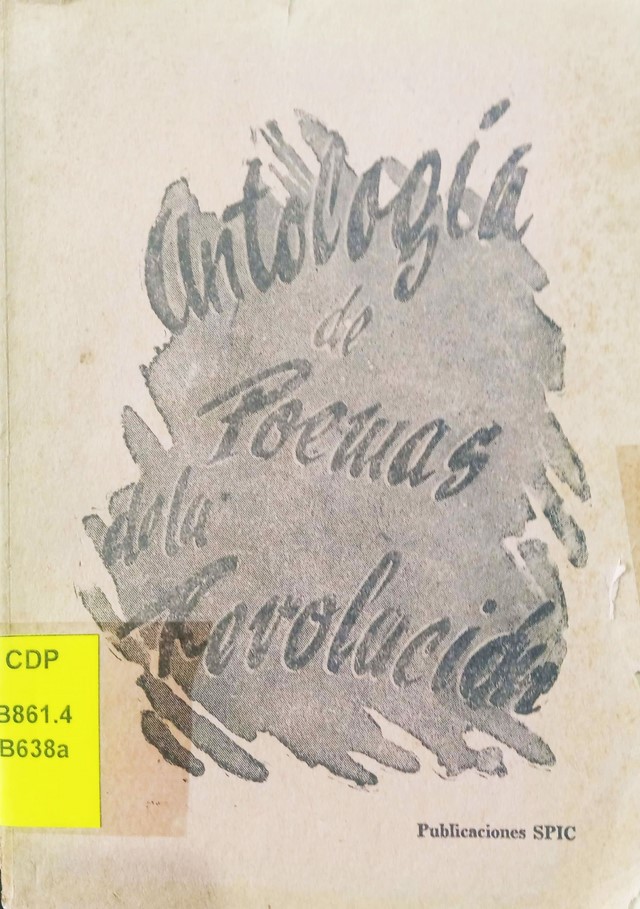 Antología
de
Poemas
de la
Revolución
CDP
B861.4
B638a
Publicaciones SPIC